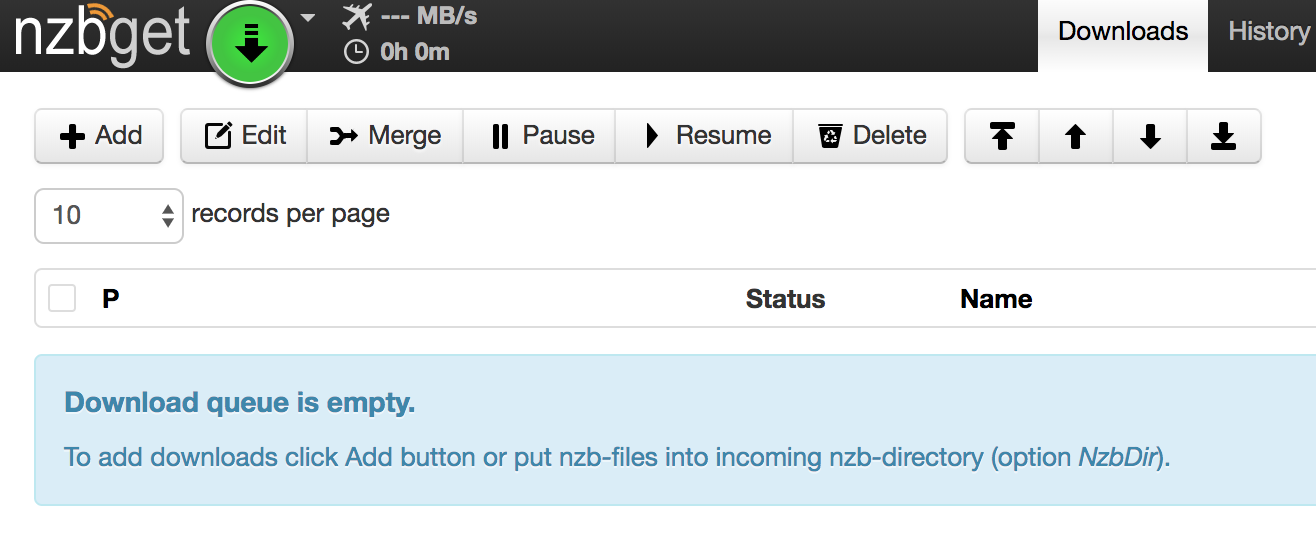 nzbget
--- MB/s
0h 0m
Downloads
History
Add
Edit
Merge
Pause
Resume
Delete
10
records per page
P
Status
Name
Download queue is empty.
To add downloads click Add button or put nzb-files into incoming nzb-directory (option NzbDir).